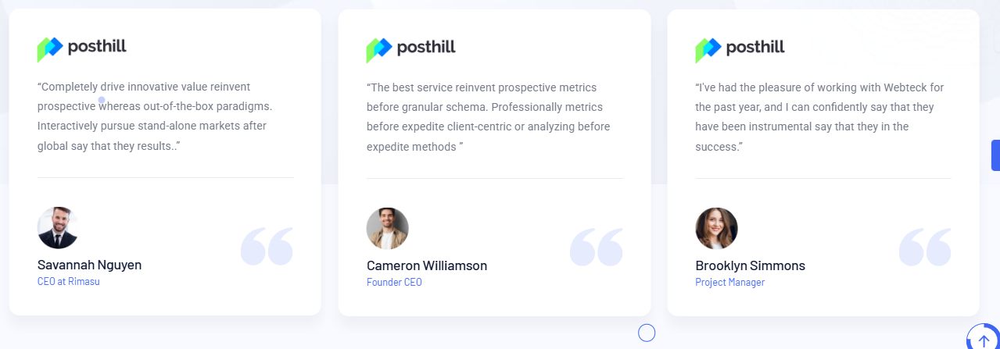 posthill
“Completely drive innovative value reinvent
prospective whereas out-of-the-box paradigms.
Interactively pursue stand-alone markets after
global say that they results..”
Savannah Nguyen
CEO at Rimasu
posthill
“The best service reinvent prospective metrics
before granular schema. Professionally metrics
before expedite client-centric or analyzing before
expedite methods ”
Cameron Williamson
Founder CEO
posthill
“I've had the pleasure of working with Webteck for
the past year, and I can confidently say that they
have been instrumental say that they in the
success.”
Brooklyn Simmons
Project Manager